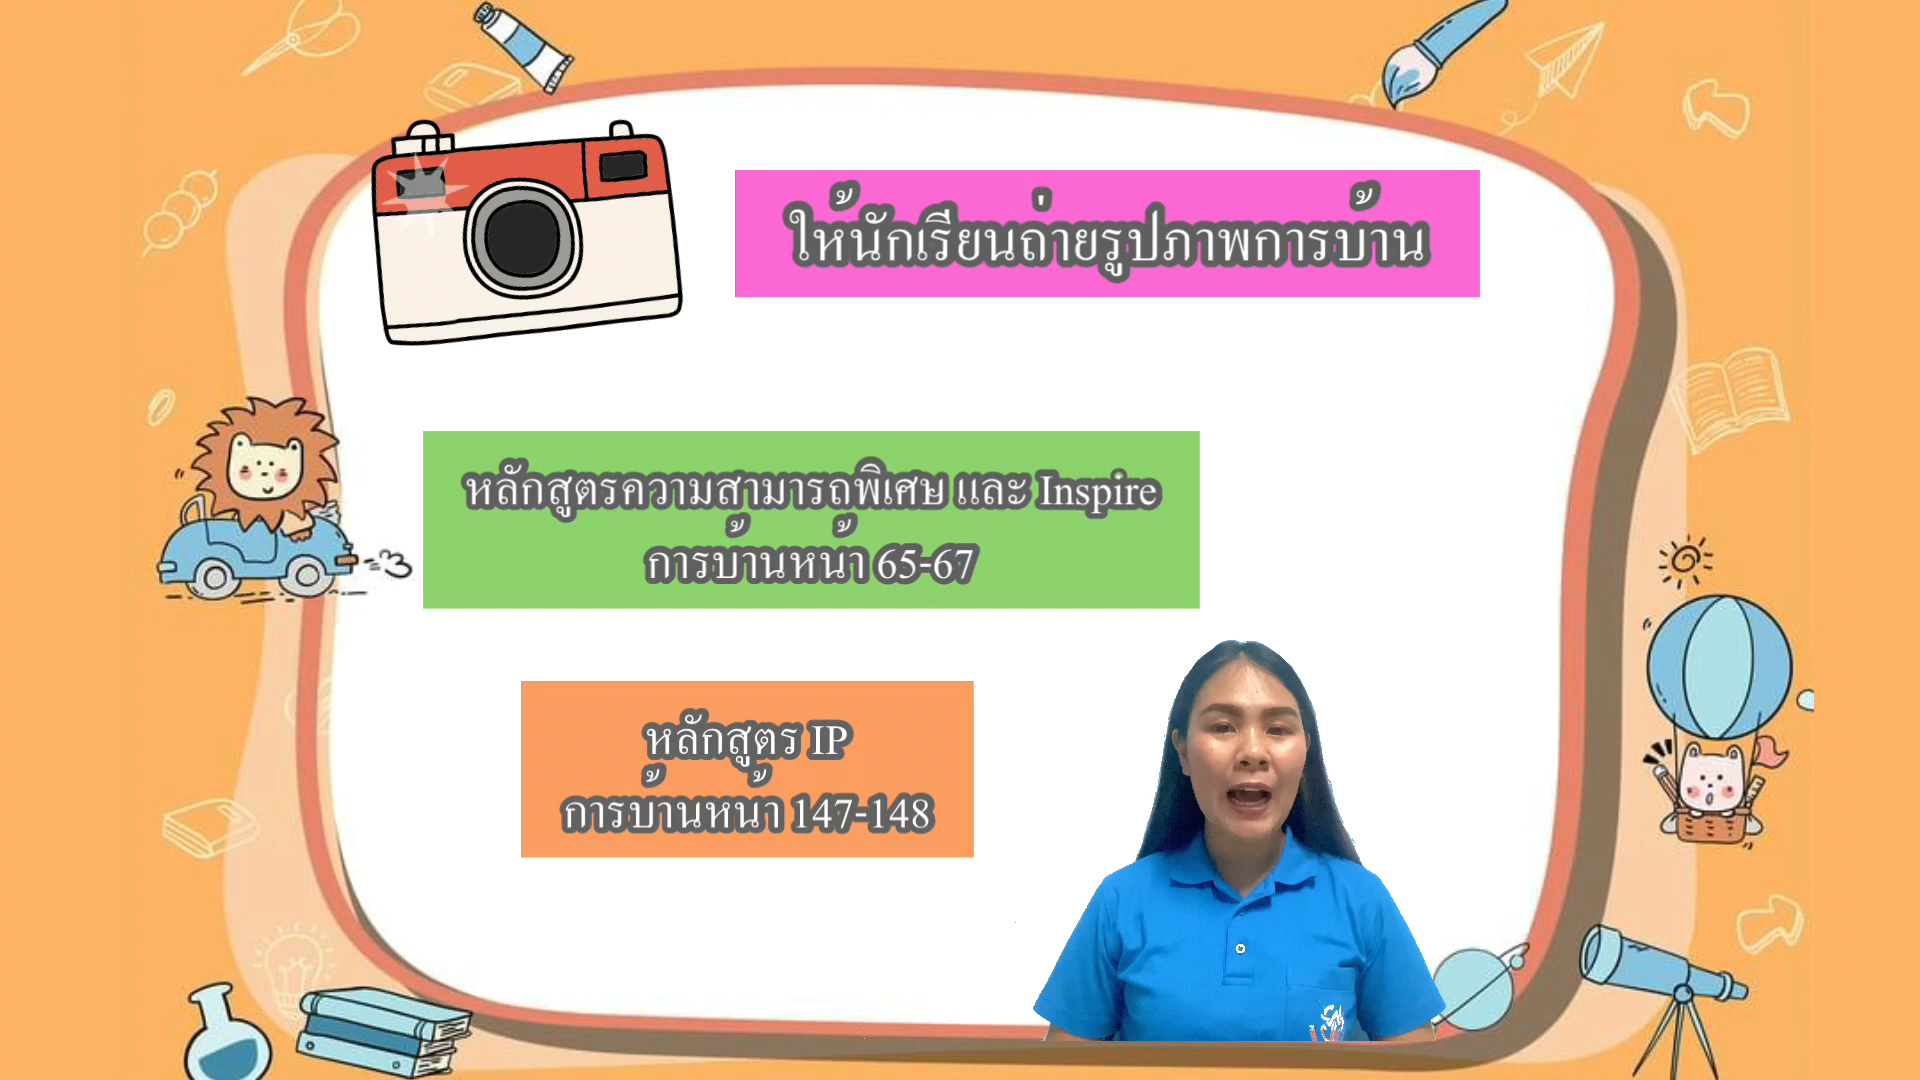 ให้นักเรียนถ่ายรูปภาพการบ้าน
หลักสูตรความสามารถพิเศษ และ Inspire
การบ้านหน้า 65-67
หลักสูตร IP
การบ้านหน้า 147-148